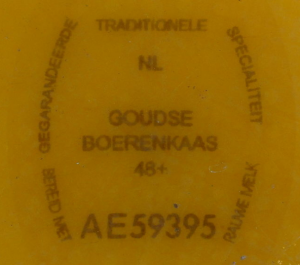 GEGARANDEERDE
TRADITIONELE
SPECIALITEIT
NL
GOUDSE
BOERENKAAS
48+
BEREID MET
RAUWE MELK
AE59395